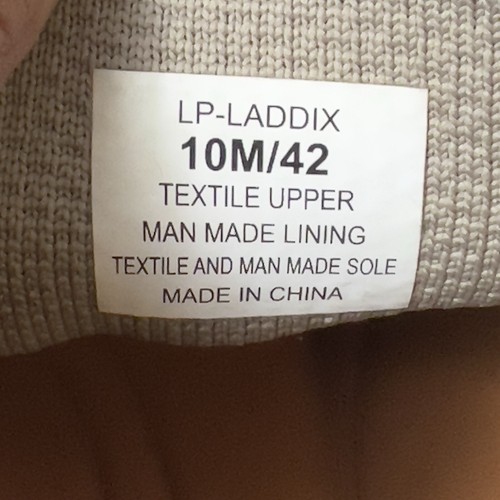 LP-LADDIX
10M/42
TEXTILE UPPER
MAN MADE LINING
TEXTILE AND MAN MADE SOLE
MADE IN CHINA